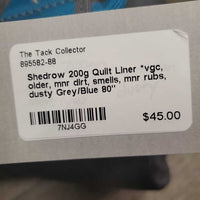 The Tack Collector
895582-88
Shedrow 200g Quilt Liner *vgc,
older, mnr dirt, smells, mnr rubs,
dusty Grey/Blue 80"
7NJ4GG
$45.00